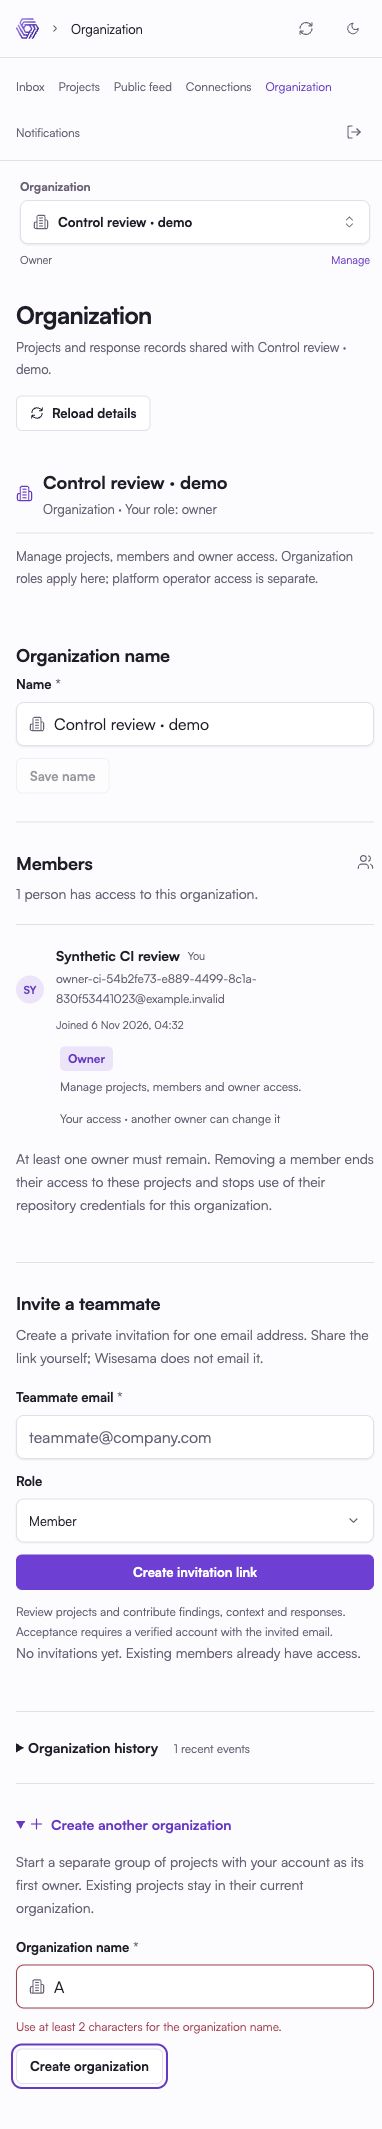 Organization
Inbox Projects Public feed Connections Organization
Notifications
Organization
Control review · demo
Owner Manage
Organization
Projects and response records shared with Control review ·
demo.
Reload details
Control review · demo
Organization · Your role: owner
Manage projects, members and owner access. Organization
roles apply here; platform operator access is separate.
Organization name
Name *
Control review · demo
Save name
Members
1 person has access to this organization.
Synthetic CI review You
SY
owner-ci-54b2fe73-e889-4499-8c1a-
830f53441023@example.invalid
Joined 6 Nov 2026, 04:32
Owner
Manage projects, members and owner access.
Your access · another owner can change it
At least one owner must remain. Removing a member ends
their access to these projects and stops use of their
repository credentials for this organization.
Invite a teammate
Create a private invitation for one email address. Share the
link yourself; Wisesama does not email it.
Teammate email *
teammate@company.com
Role
Member
Create invitation link
Review projects and contribute findings, context and responses.
Acceptance requires a verified account with the invited email.
No invitations yet. Existing members already have access.
Organization history 1 recent events
Create another organization
Start a separate group of projects with your account as its
first owner. Existing projects stay in their current
organization.
Organization name *
A
Use at least 2 characters for the organization name.
Create organization